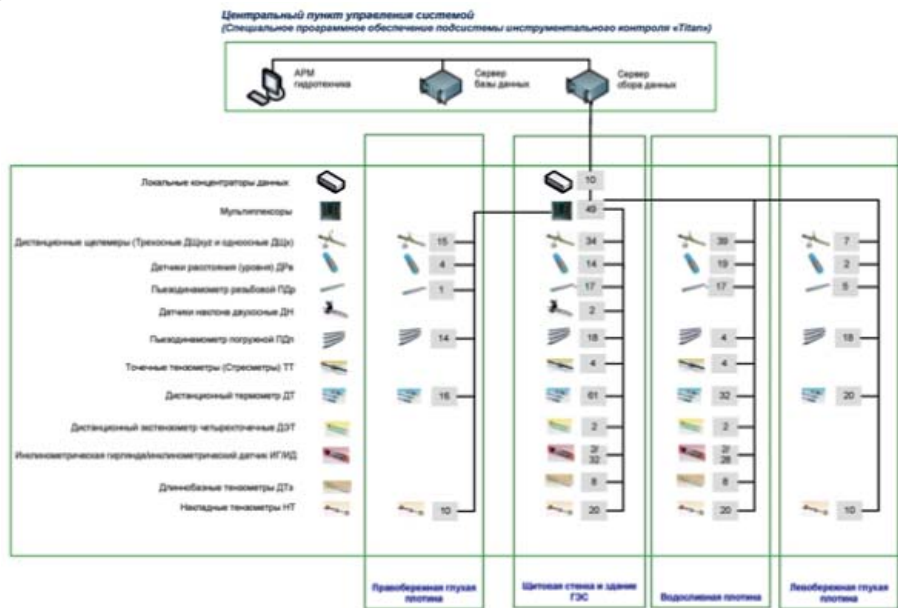 Центральный пункт управления системой
(Специальное программное обеспечение подсистемы инструментального контроля «Titan»)
АРМ
гидротехника
Сервер
базы данных
Сервер
сбора данных
Локальные концентраторы данных
10
Мультиплексоры
49
Дистанционные щелемеры (Трехосные ДЩxyz и одноосные ДЩx)
15
34
39
7
Датчики расстояния (уровня) ДРв
4
14
19
2
Пьезодинамометр резьбовой ПДр
1
17
17
5
Датчики наклона двухосные ДН
2
Пьезодинамометр погружной ПДп
14
18
4
18
Точечные тензометры (Стресметры) ТТ
4
4
Дистанционный термометр ДТ
16
61
32
20
Дистанционный экстензометр четырехточечные ДЭТ
2
2
Инклинометрическая гирлянда/инклинометрический датчик ИГ/ИД
2/
32
2/
28
Длиннобазные тензометры ДТз
8
8
Накладные тензометры НТ
10
20
20
10
Правобережная глухая
плотина
Щитовая стенка и здание
ГЭС
Водосливная плотина
Левобережная глухая
плотина